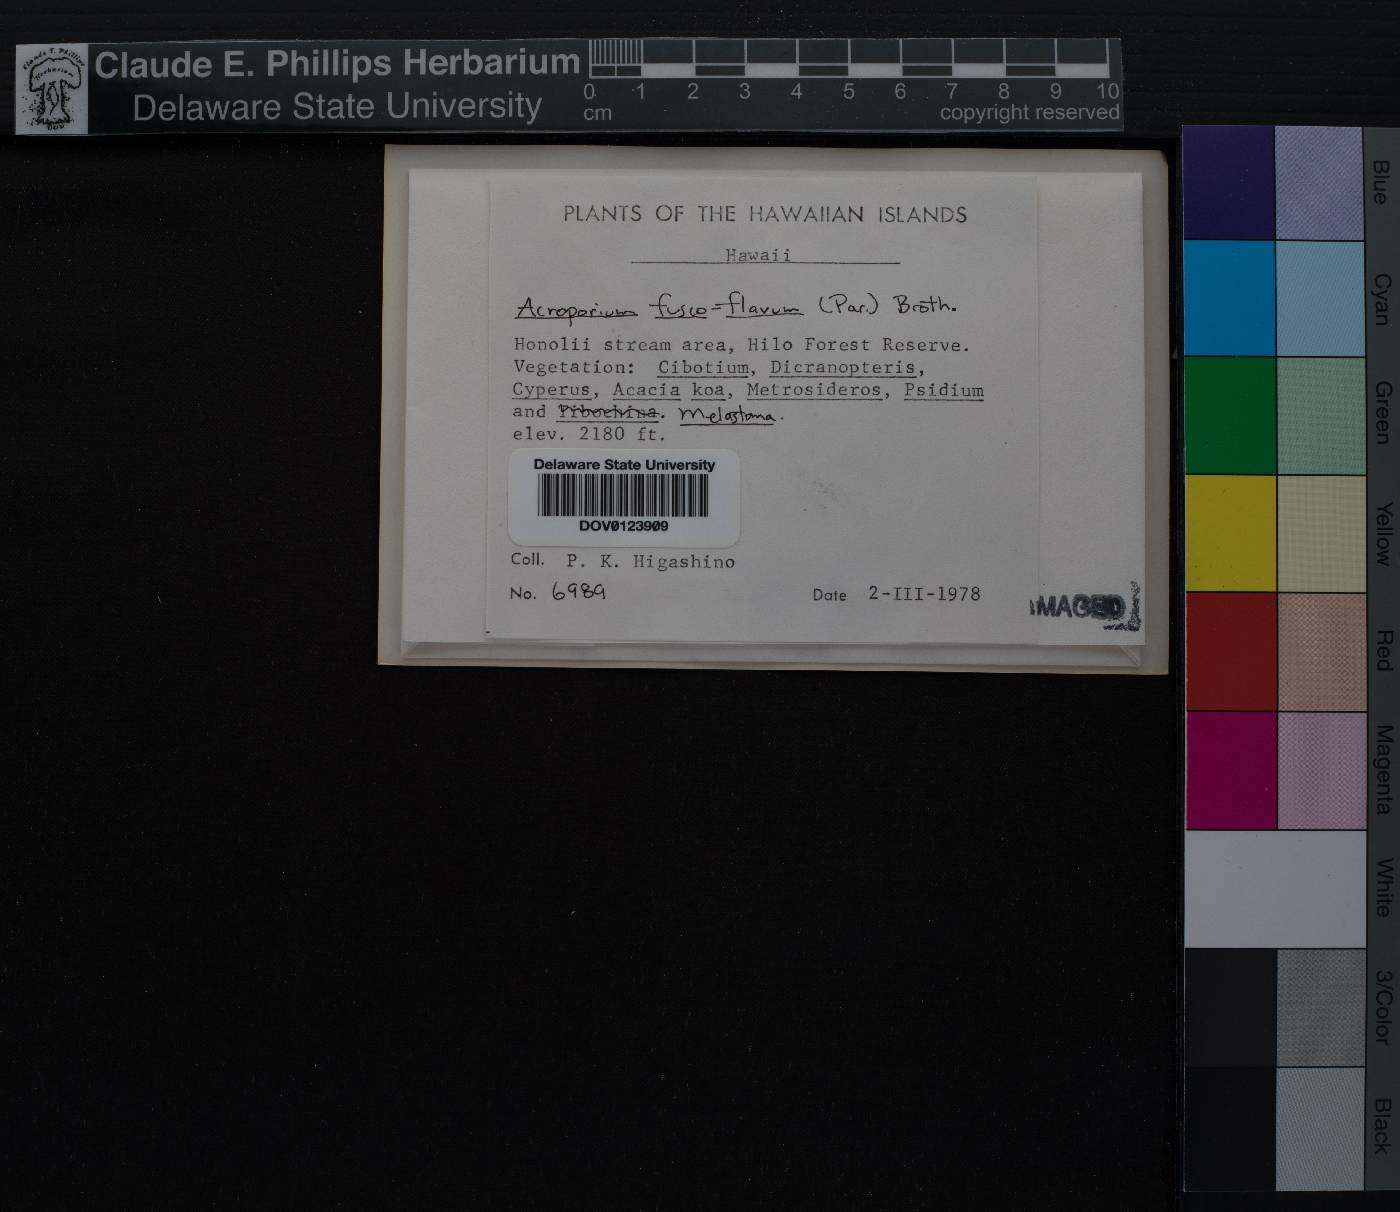 Claude E. Phillips Herbarium
Delaware State University
0 1 2 3 4 5 6 7 8 9 10
cm copyright reserved
PLANTS OF THE HAWAIIAN ISLANDS
Hawaii
Acroporium fusco=flavum (Par.) Broth.
Honolii stream area, Hilo Forest Reserve.
Vegetation: Cibotium, Dicranopteris,
Cyperus, Acacia koa, Metrosideros, Psidium
and Melastoma.
elev. 2180 ft.
Delaware State University
DOV0123909
Coll. P. K. Higashino
No. 6989 Date 2-III-1978
IMAGED
Blue
Cyan
Green
Yellow
Red
Magenta
White
3/Color
Black